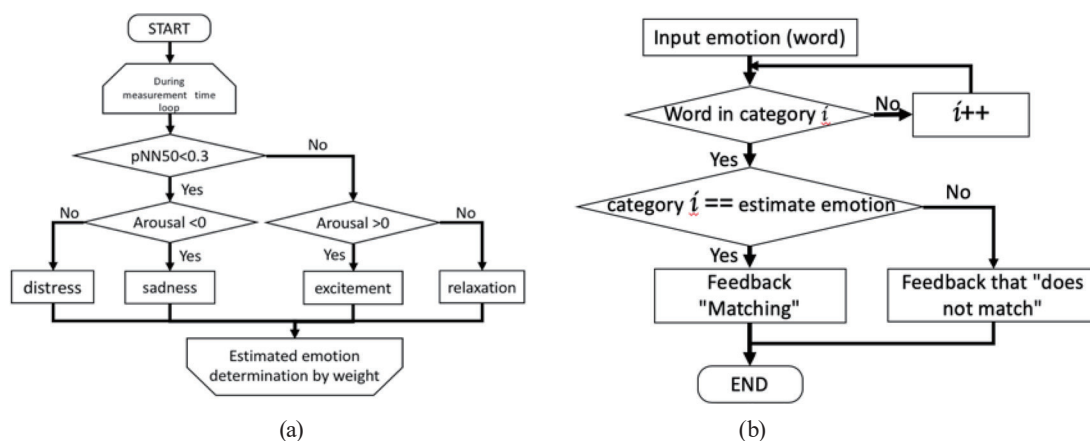 START
During
measurement time
loop
pNN50<0.3
No
Yes
No
Arousal <0
Arousal >0
No
Yes
Yes
distress
sadness
excitement
relaxation
Estimated emotion
determination by weight
(a)
Input emotion (word)
Word in category i
No
i++
Yes
category i == estimate emotion
No
Yes
Feedback
"Matching"
Feedback that "does
not match"
END
(b)